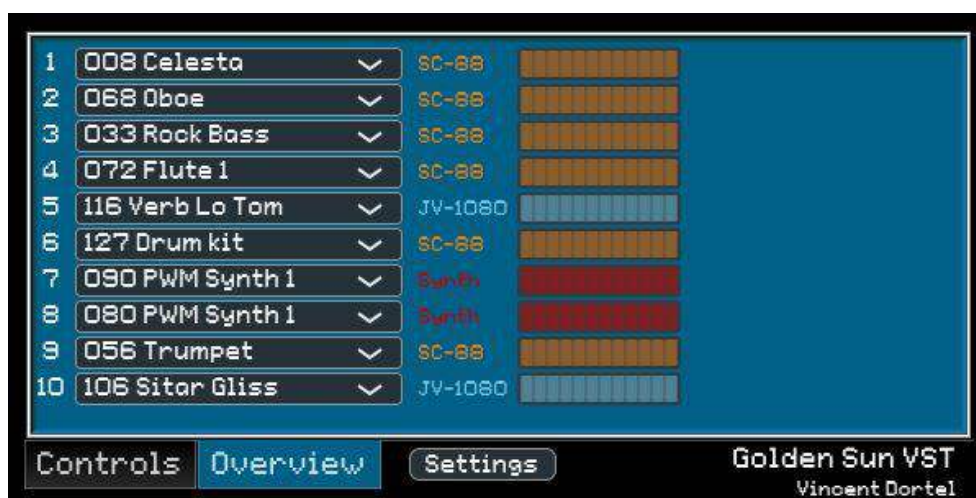 1 008 Celesta SC-88
2 068 Oboe SC-88
3 033 Rock Bass SC-88
4 072 Flute 1 SC-88
5 116 Verb Lo Tom JV-1080
6 127 Drum kit SC-88
7 090 PWM Synth 1 Synth
8 080 PWM Synth 1 Synth
9 056 Trumpet SC-88
10 106 Sitar Gliss JV-1080
Controls Overview Settings Golden Sun VST
Vincent Dortel